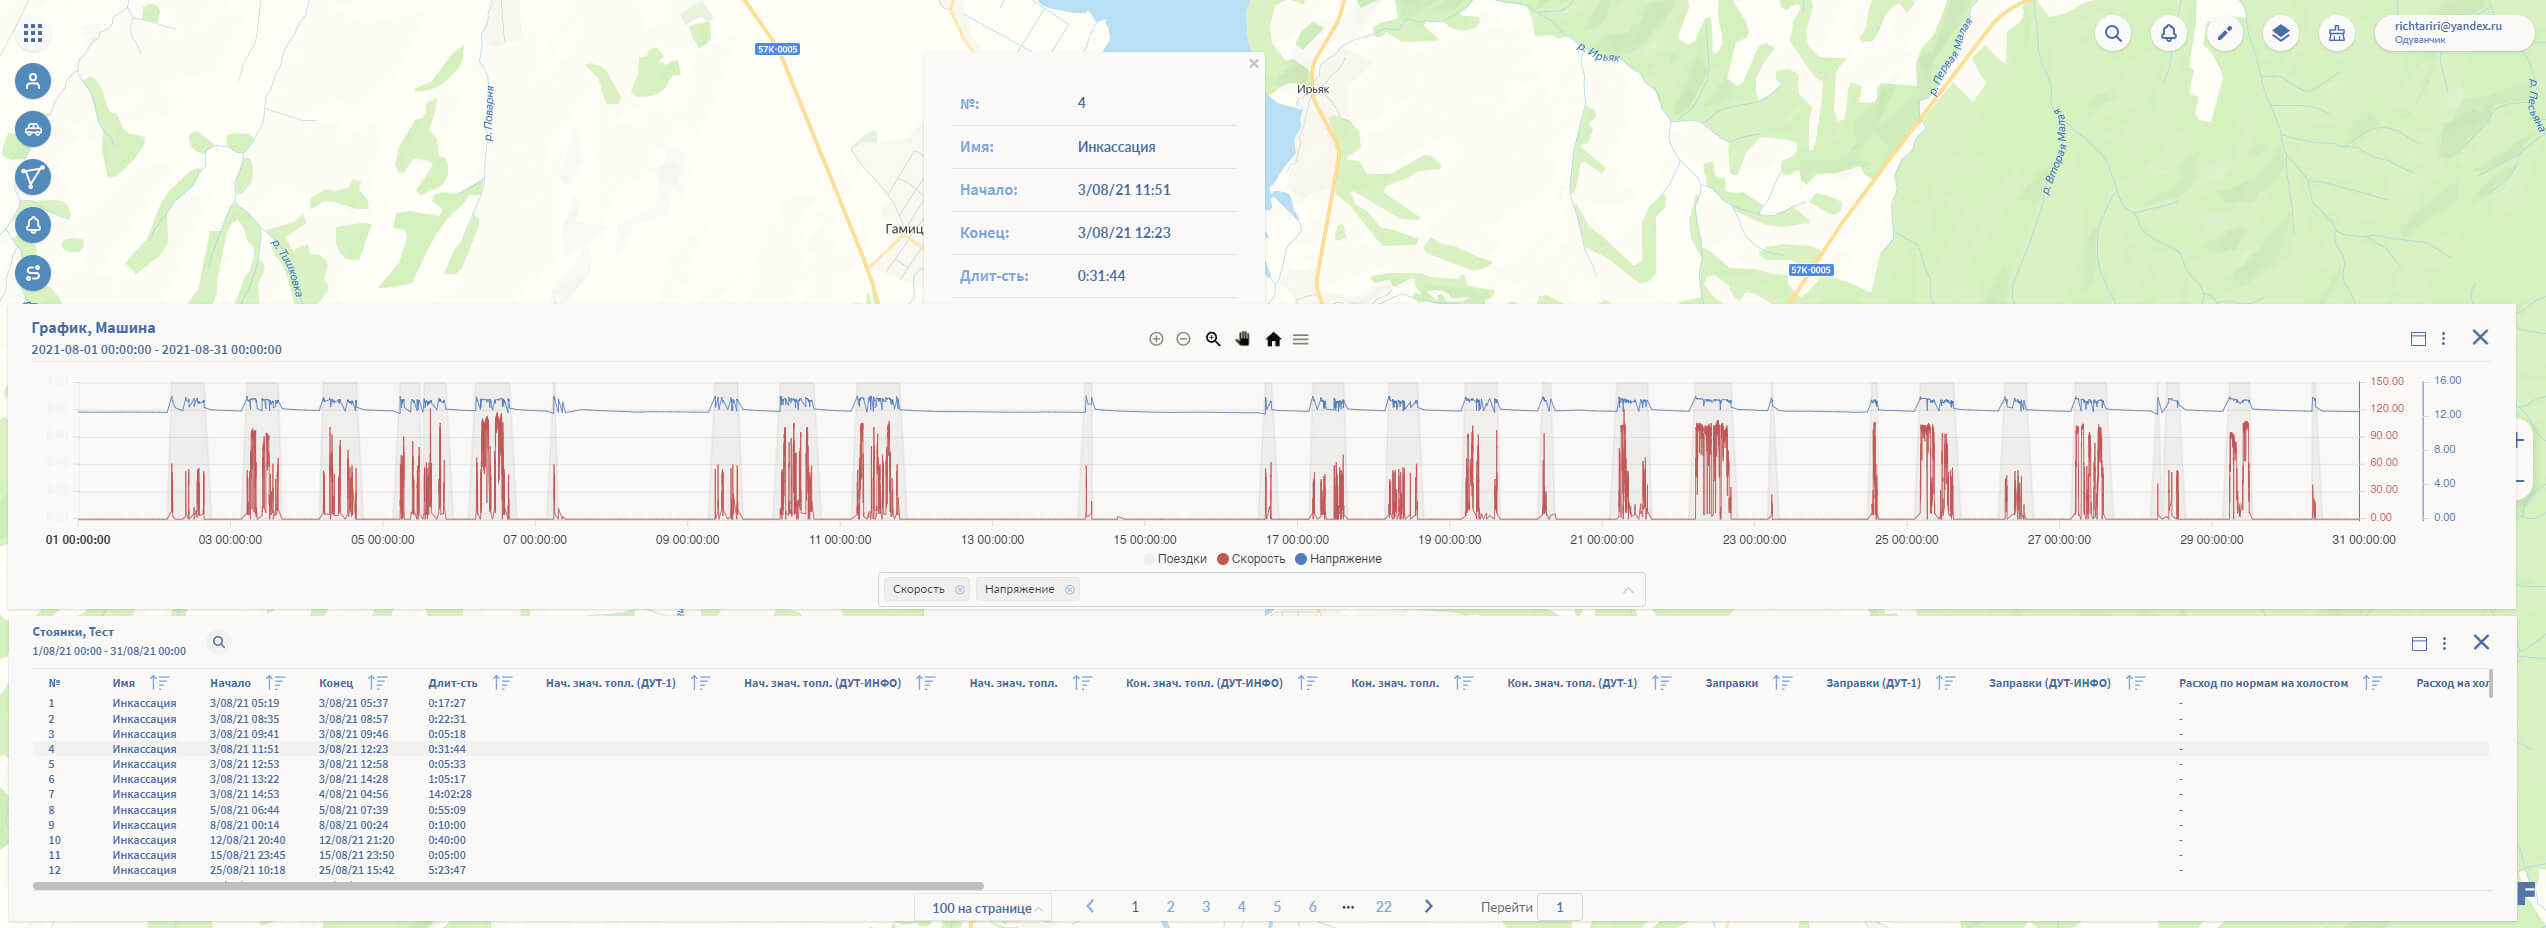 57К-0005
р. Поварня
р. Тишковка
Гамиц
Ирьяк
р. Ирьяк
р. Первая Малая
р. Вторая Малая
р. Песьяна
57К-0005
richtariri@yandex.ru
Одуванчик
№: 4
Имя: Инкассация
Начало: 3/08/21 11:51
Конец: 3/08/21 12:23
Длит-сть: 0:31:44
График, Машина
2021-08-01 00:00:00 - 2021-08-31 00:00:00
150.00 16.00
120.00 12.00
90.00
60.00 8.00
30.00 4.00
0.00 0.00
01 00:00:00 03 00:00:00 05 00:00:00 07 00:00:00 09 00:00:00 11 00:00:00 13 00:00:00 15 00:00:00 17 00:00:00 19 00:00:00 21 00:00:00 23 00:00:00 25 00:00:00 27 00:00:00 29 00:00:00 31 00:00:00
Поездки Скорость Напряжение
Скорость Напряжение
Стоянки, Тест
1/08/21 00:00 - 31/08/21 00:00
№ Имя Начало Конец Длит-сть Нач. знач. топл. (ДУТ-1) Нач. знач. топл. (ДУТ-ИНФО) Нач. знач. топл. Кон. знач. топл. (ДУТ-ИНФО) Кон. знач. топл. Кон. знач. топл. (ДУТ-1) Заправки Заправки (ДУТ-1) Заправки (ДУТ-ИНФО) Расход по нормам на холостом Расход на хол
1 Инкассация 3/08/21 05:19 3/08/21 05:37 0:17:27 -
2 Инкассация 3/08/21 08:35 3/08/21 08:57 0:22:31 -
3 Инкассация 3/08/21 09:41 3/08/21 09:46 0:05:18 -
4 Инкассация 3/08/21 11:51 3/08/21 12:23 0:31:44 -
5 Инкассация 3/08/21 12:53 3/08/21 12:58 0:05:33 -
6 Инкассация 3/08/21 13:22 3/08/21 14:28 1:05:17 -
7 Инкассация 3/08/21 14:53 4/08/21 04:56 14:02:28 -
8 Инкассация 5/08/21 06:44 5/08/21 07:39 0:55:09 -
9 Инкассация 8/08/21 00:14 8/08/21 00:24 0:10:00 -
10 Инкассация 12/08/21 20:40 12/08/21 21:20 0:40:00 -
11 Инкассация 15/08/21 23:45 15/08/21 23:50 0:05:00 -
12 Инкассация 25/08/21 10:18 25/08/21 15:42 5:23:47 -
100 на странице 1 2 3 4 5 6 ••• 22 Перейти 1